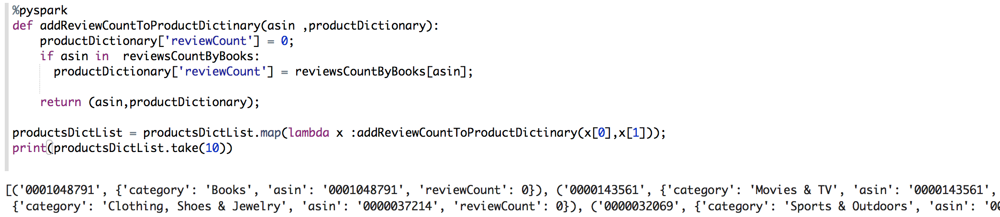 %pyspark
def addReviewCountToProductDictinary(asin ,productDictionary):
    productDictionary['reviewCount'] = 0;
    if asin in  reviewsCountByBooks:
      productDictionary['reviewCount'] = reviewsCountByBooks[asin];
    return (asin,productDictionary);
productsDictList = productsDictList.map(lambda x :addReviewCountToProductDictinary(x[0],x[1]));
print(productsDictList.take(10))
[('0001048791', {'category': 'Books', 'asin': '0001048791', 'reviewCount': 0}), ('0000143561', {'category': 'Movies & TV', 'asin': '0000143561',
{'category': 'Clothing, Shoes & Jewelry', 'asin': '0000037214', 'reviewCount': 0}), ('0000032069', {'category': 'Sports & Outdoors', 'asin': '00